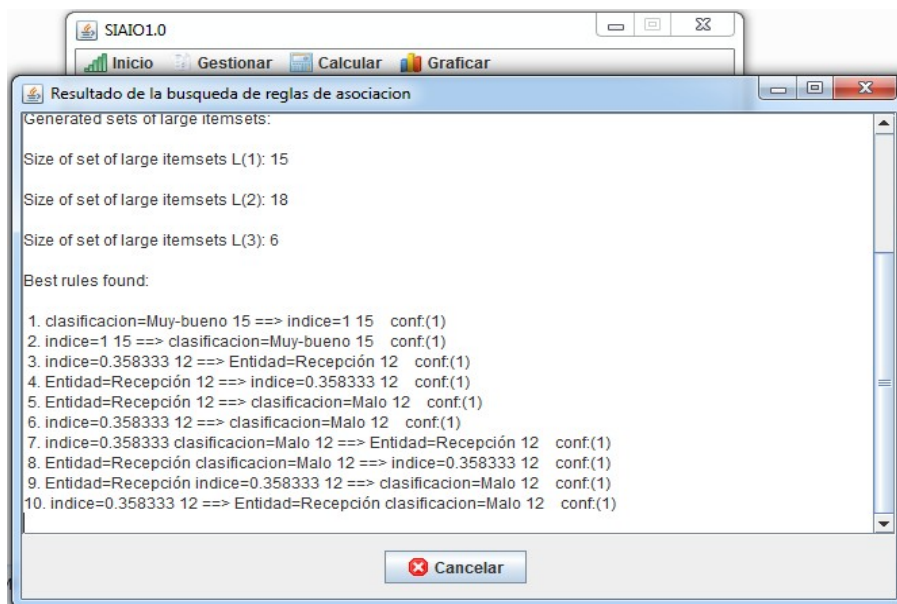 SIAIO1.0
Inicio Gestionar Calcular Graficar
Resultado de la busqueda de reglas de asociacion
Generated sets of large itemsets:
Size of set of large itemsets L(1): 15
Size of set of large itemsets L(2): 18
Size of set of large itemsets L(3): 6
Best rules found:
1. clasificacion=Muy-bueno 15 ==> indice=1 15 conf:(1)
2. indice=1 15 ==> clasificacion=Muy-bueno 15 conf:(1)
3. indice=0.358333 12 ==> Entidad=Recepción 12 conf:(1)
4. Entidad=Recepción 12 ==> indice=0.358333 12 conf:(1)
5. Entidad=Recepción 12 ==> clasificacion=Malo 12 conf:(1)
6. indice=0.358333 12 ==> clasificacion=Malo 12 conf:(1)
7. indice=0.358333 clasificacion=Malo 12 ==> Entidad=Recepción 12 conf:(1)
8. Entidad=Recepción clasificacion=Malo 12 ==> indice=0.358333 12 conf:(1)
9. Entidad=Recepción indice=0.358333 12 ==> clasificacion=Malo 12 conf:(1)
10. indice=0.358333 12 ==> Entidad=Recepción clasificacion=Malo 12 conf:(1)
Cancelar